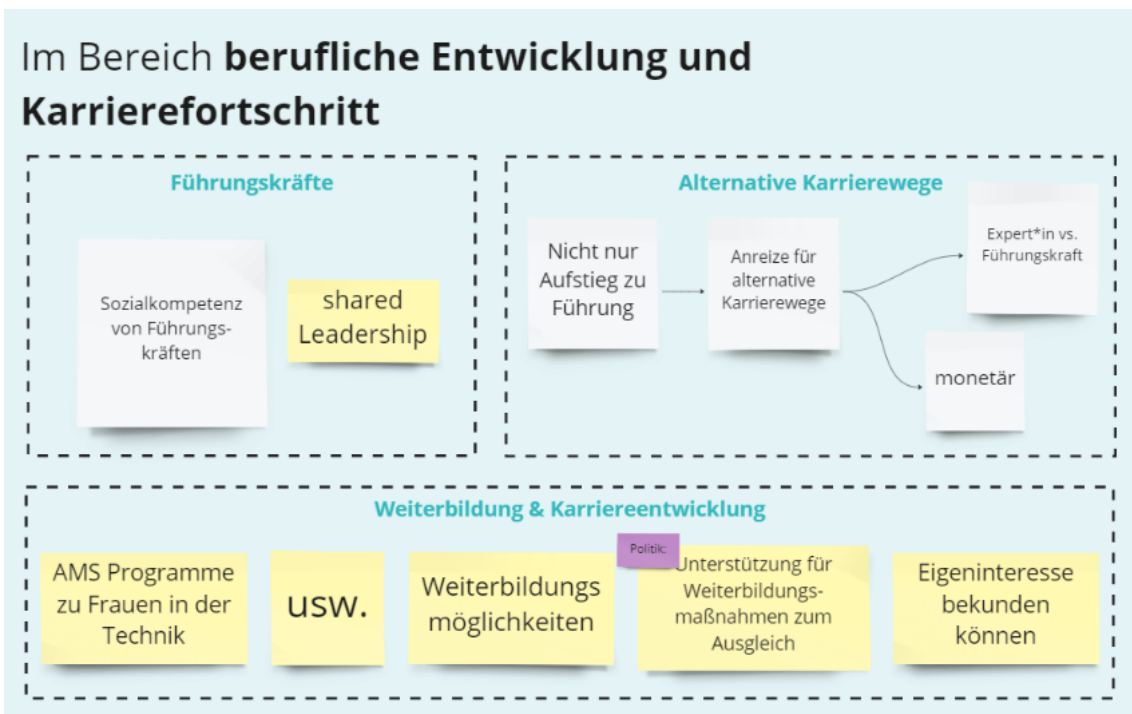 Im Bereich berufliche Entwicklung und
Karrierefortschritt
Führungskräfte
Sozialkompetenz
von Führungs-
kräften
shared
Leadership
Alternative Karrierewege
Nicht nur
Aufstieg zu
Führung
Anreize für
alternative
Karrierewege
Expert*in vs.
Führungskraft
monetär
Weiterbildung & Karriereentwicklung
AMS Programme
zu Frauen in der
Technik
usw.
Weiterbildungs
möglichkeiten
Politik:
Unterstützung für
Weiterbildungs-
maßnahmen zum
Ausgleich
Eigeninteresse
bekunden
können